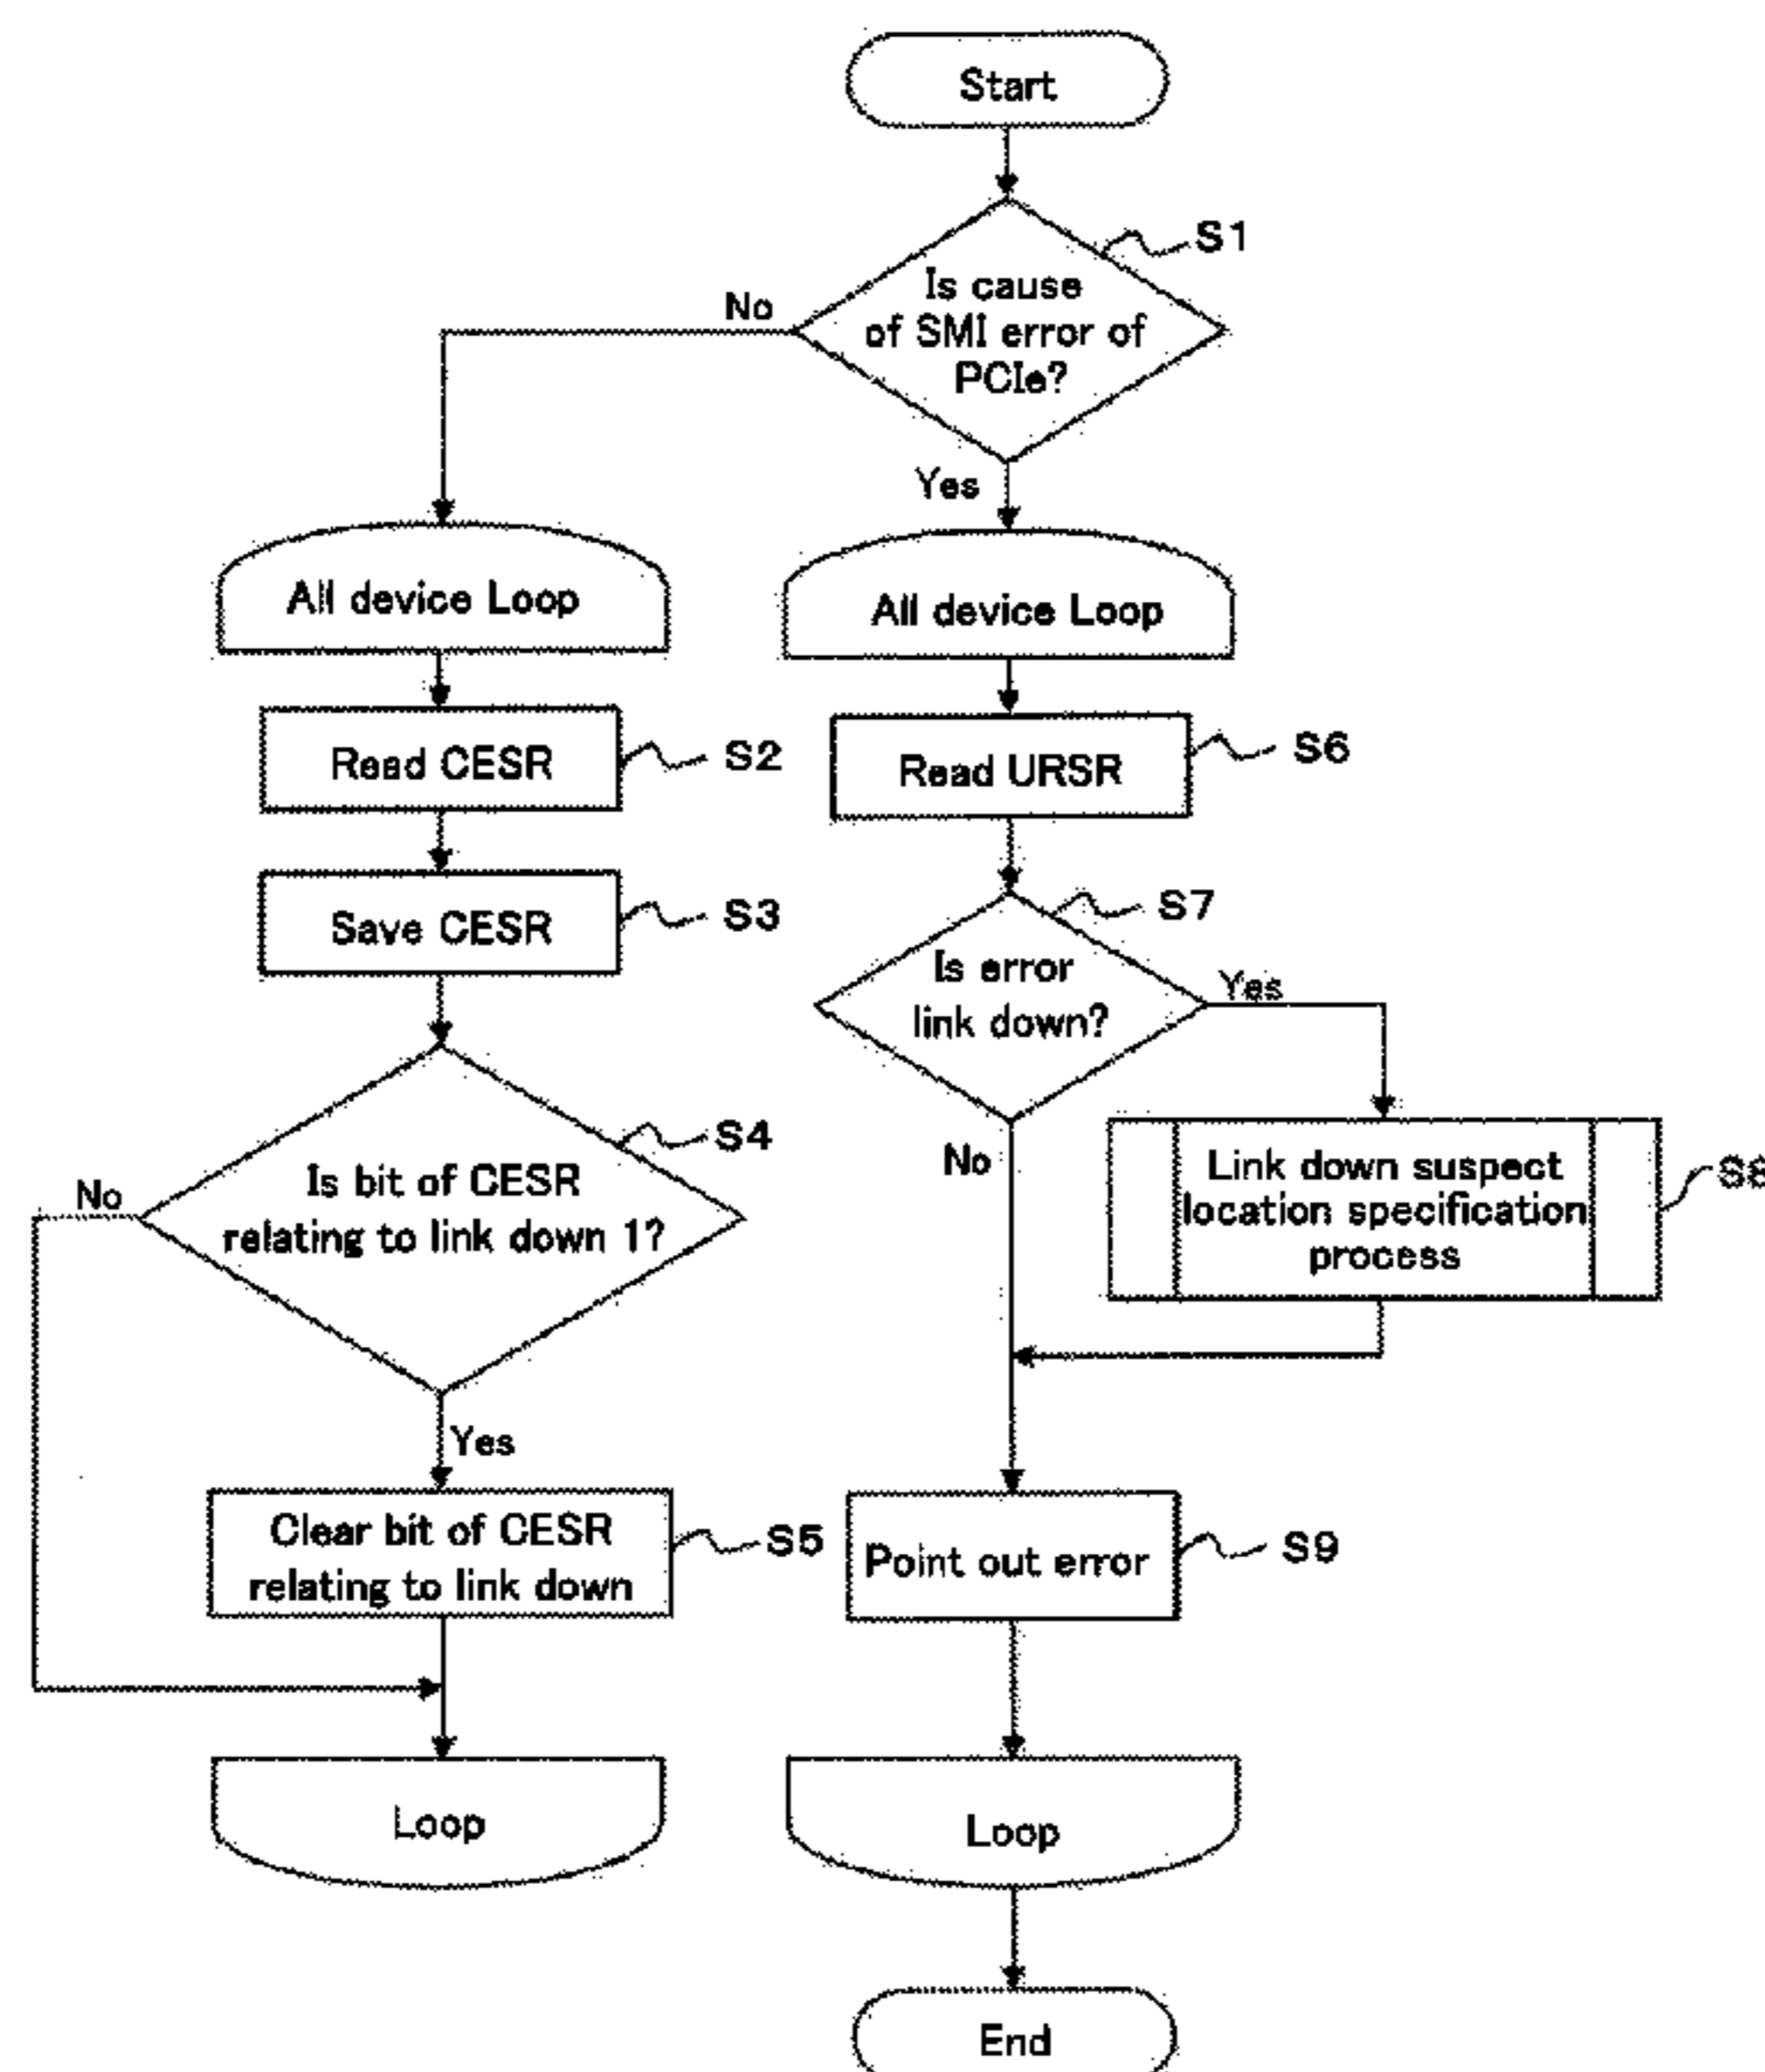 Start
S1
Is cause
of SMI error of
PCIe?
No
Yes
All device Loop
All device Loop
Read CESR
S2
Read URSR
S6
Save CESR
S3
S7
Is error
link down?
Yes
No
S4
Is bit of CESR
relating to link down 1?
No
Yes
Link down suspect
location specification
process
S8
Clear bit of CESR
relating to link down
S5
Point out error
S9
Loop
Loop
End